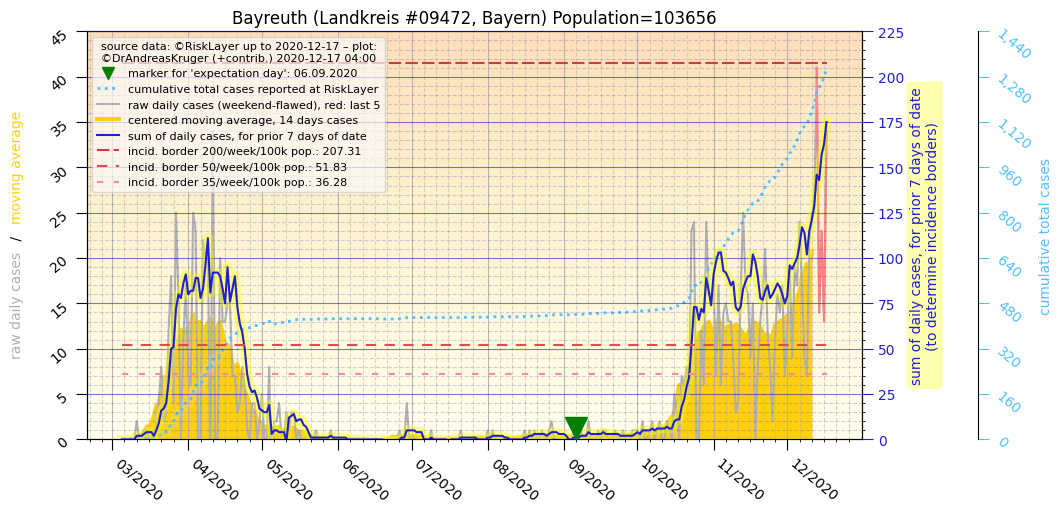 Bayreuth (Landkreis #09472, Bayern) Population=103656
source data: ©RiskLayer up to 2020-12-17 – plot:
©DrAndreasKruger (+contrib.) 2020-12-17 04:00
marker for 'expectation day': 06.09.2020
cumulative total cases reported at RiskLayer
raw daily cases (weekend-flawed), red: last 5
centered moving average, 14 days cases
sum of daily cases, for prior 7 days of date
incid. border 200/week/100k pop.: 207.31
incid. border 50/week/100k pop.: 51.83
incid. border 35/week/100k pop.: 36.28
raw daily cases / moving average
45
40
35
30
25
20
15
10
5
0
03/2020
04/2020
05/2020
06/2020
07/2020
08/2020
09/2020
10/2020
11/2020
12/2020
225
200
175
150
125
100
75
50
25
0
sum of daily cases, for prior 7 days of date
(to determine incidence borders)
1,440
1,280
1,120
960
800
640
480
320
160
0
cumulative total cases